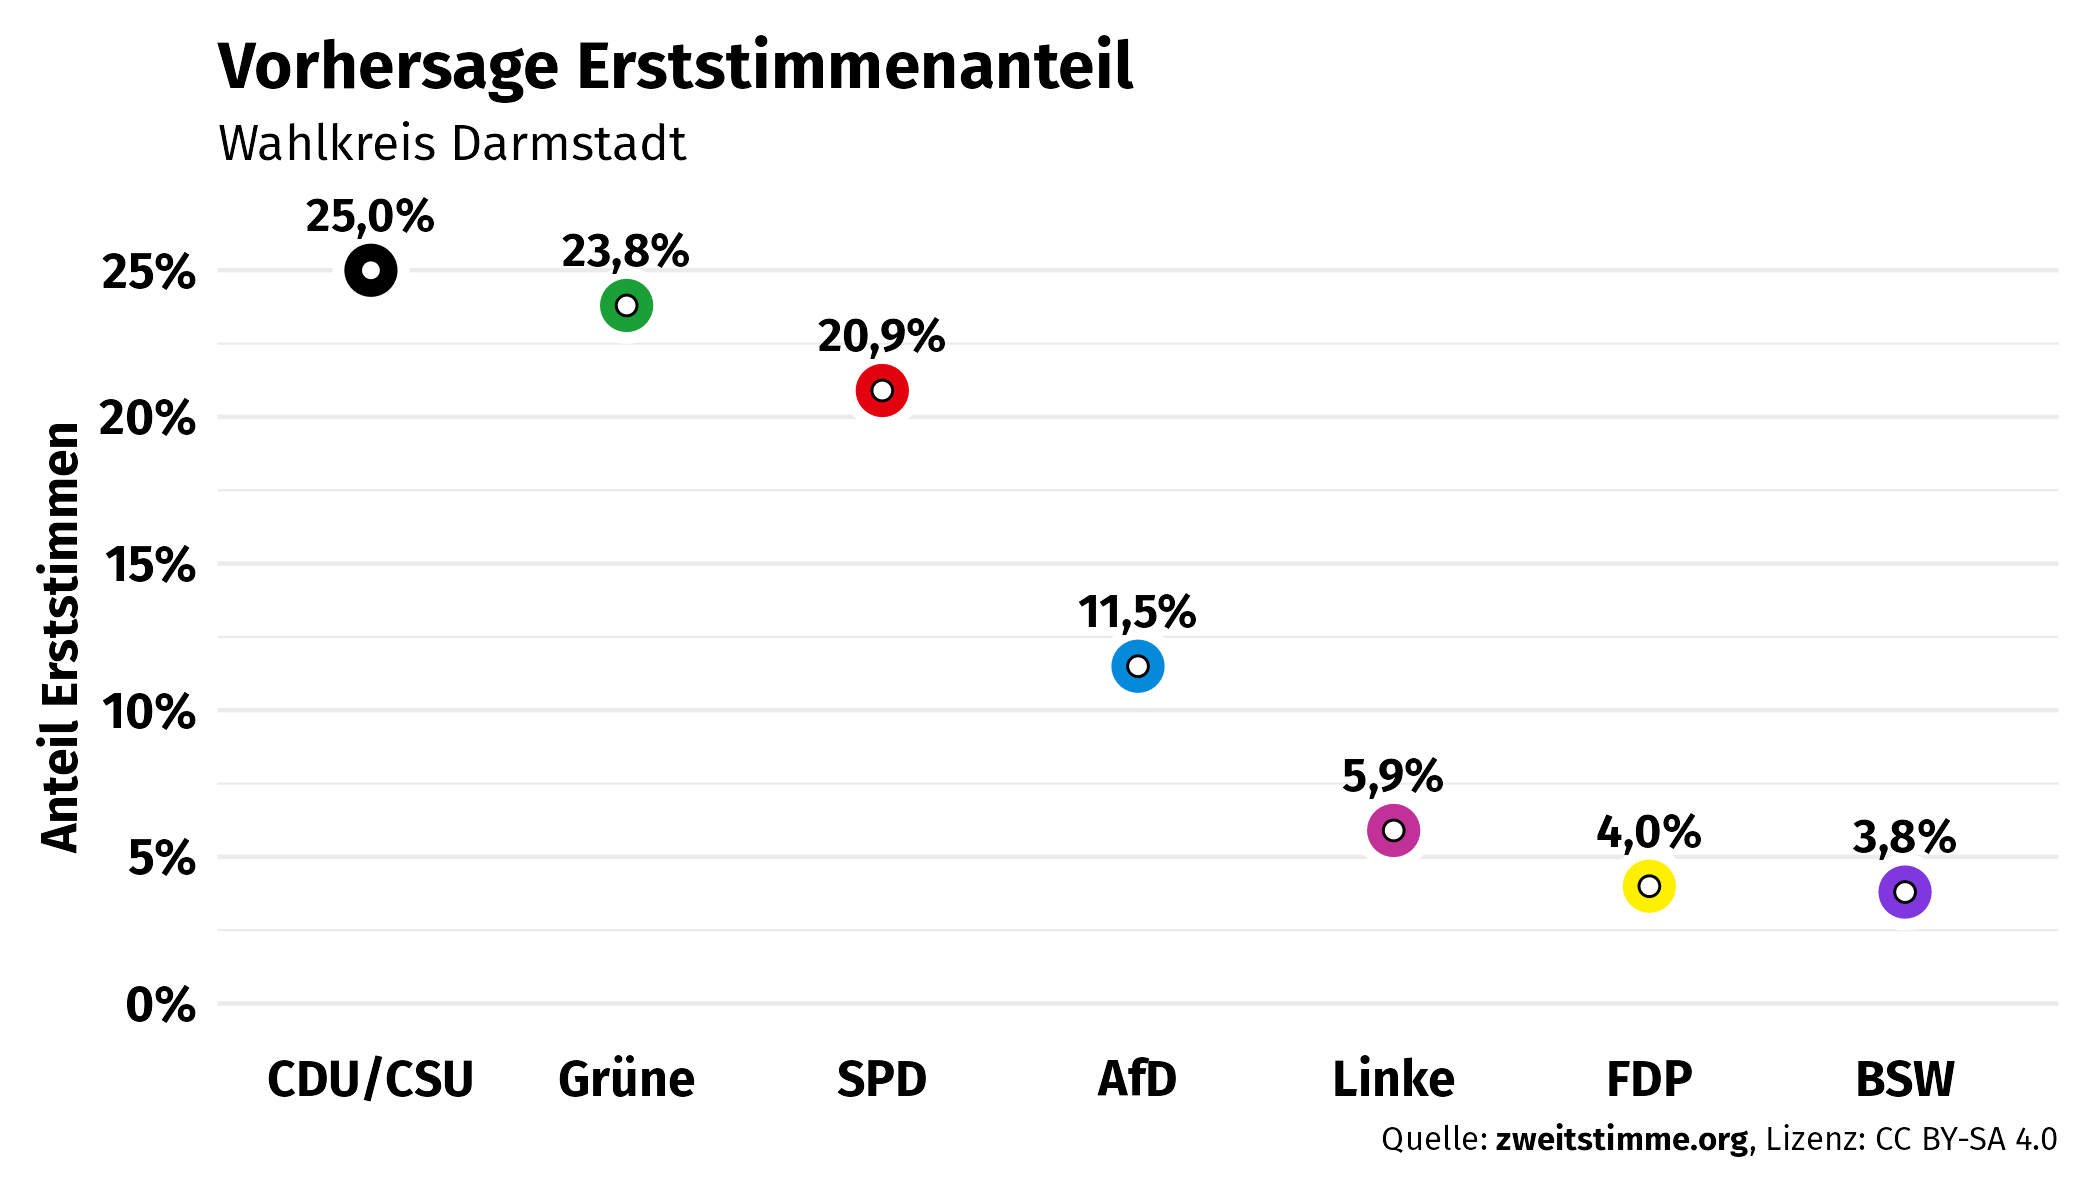 Vorhersage Erststimmenanteil
Wahlkreis Darmstadt
25,0%
23,8%
20,9%
11,5%
5,9%
4,0%
3,8%
25%
20%
15%
10%
5%
0%
Anteil Erststimmen
CDU/CSU Grüne SPD AfD Linke FDP BSW
Quelle: zweitstimme.org, Lizenz: CC BY-SA 4.0